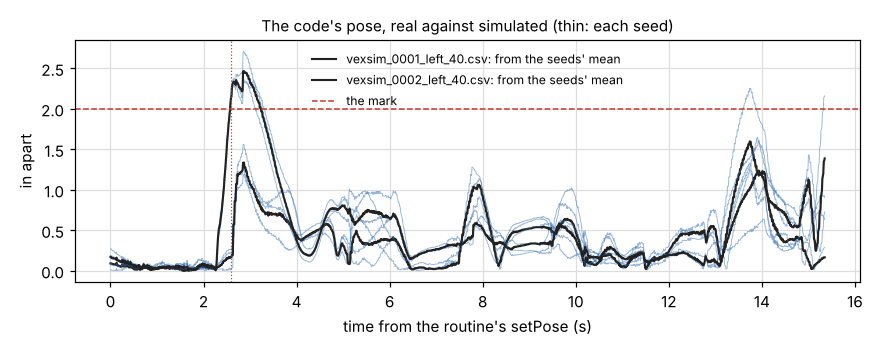 The code's pose, real against simulated (thin: each seed)
vexsim_0001_left_40.csv: from the seeds' mean
vexsim_0002_left_40.csv: from the seeds' mean
the mark
in apart
2.5
2.0
1.5
1.0
0.5
0.0
0 2 4 6 8 10 12 14 16
time from the routine's setPose (s)